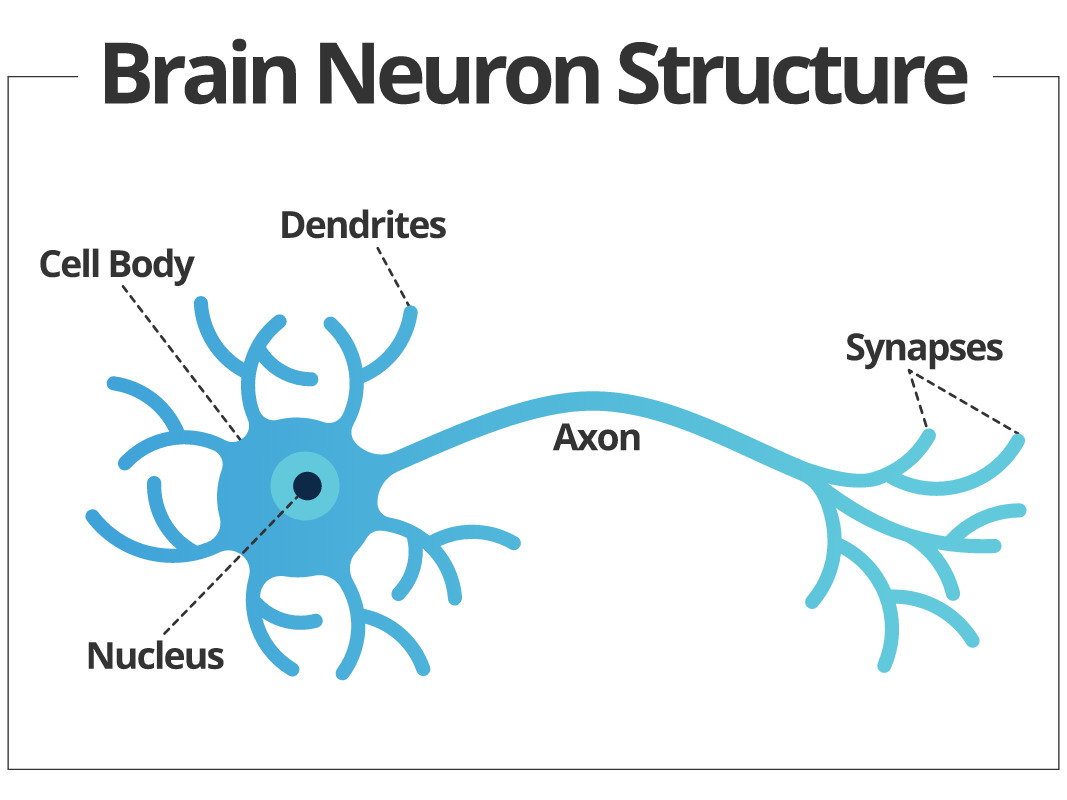 Brain Neuron Structure
Dendrites
Cell Body
Synapses
Axon
Nucleus